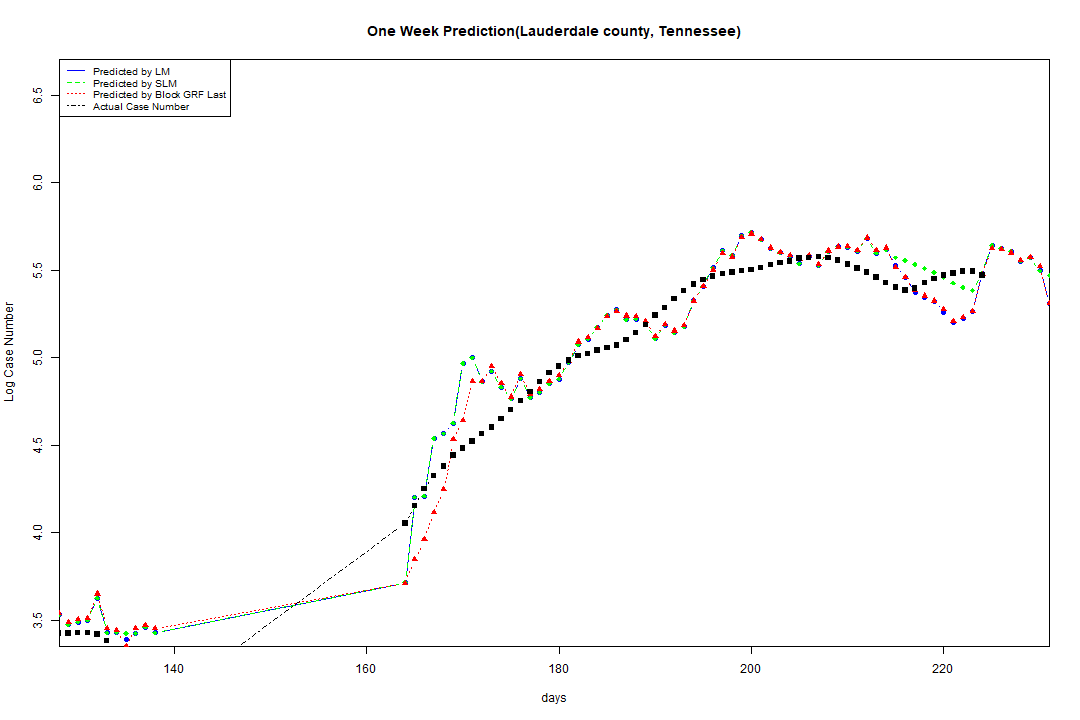 One Week Prediction(Lauderdale county, Tennessee)
Predicted by LM
Predicted by SLM
Predicted by Block GRF Last
Actual Case Number
6.5
6.0
5.5
5.0
4.5
4.0
3.5
Log Case Number
140 160 180 200 220
days